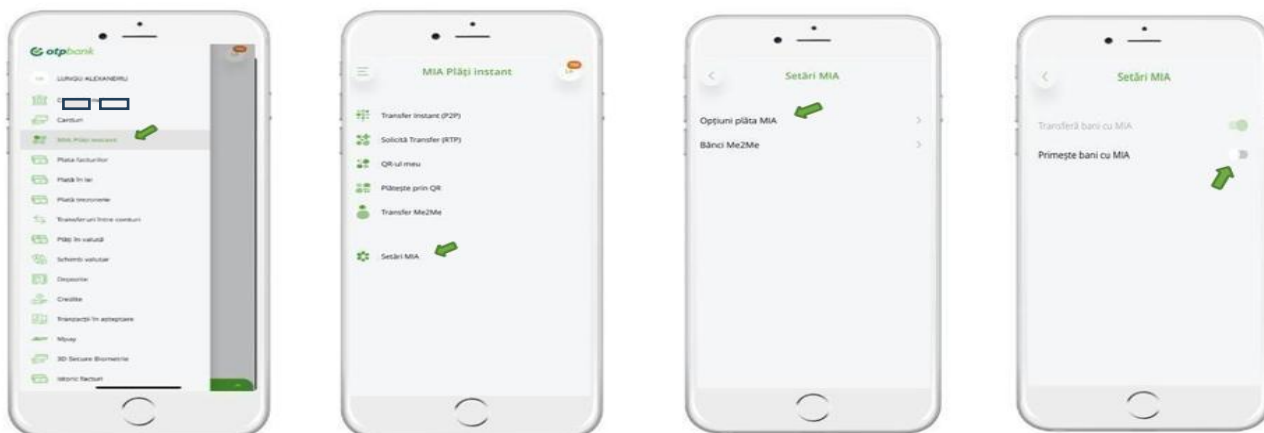 otpbank
LUNGU ALEXANDRU
Carduri
MIA Plăți instant
Plata facturilor
Plată în lei
Plată trezorerie
Transferuri între conturi
Plăți în valută
Schimb valutar
Depozite
Credite
Tranzacții în așteptare
Mpay
3D Secure Biometrie
Istoric facturi
MIA Plăți instant
Transfer Instant (P2P)
Solicită Transfer (RTP)
QR-ul meu
Plătește prin QR
Transfer Me2Me
Setări MIA
Setări MIA
Opțiuni plăta MIA
Bănci Me2Me
Setări MIA
Transferă bani cu MIA
Primește bani cu MIA